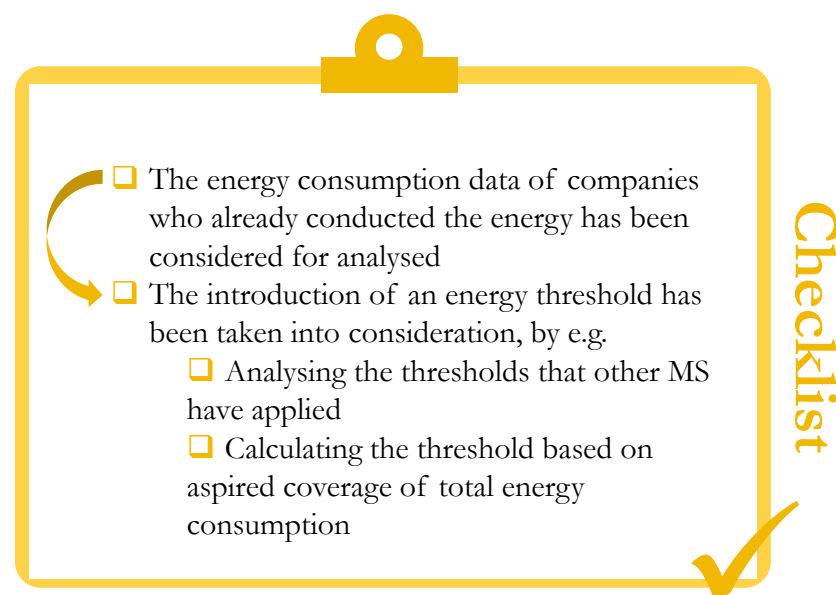 The energy consumption data of companies
who already conducted the energy has been
considered for analysed
The introduction of an energy threshold has
been taken into consideration, by e.g.
Analysing the thresholds that other MS
have applied
Calculating the threshold based on
aspired coverage of total energy
consumption
Checklist